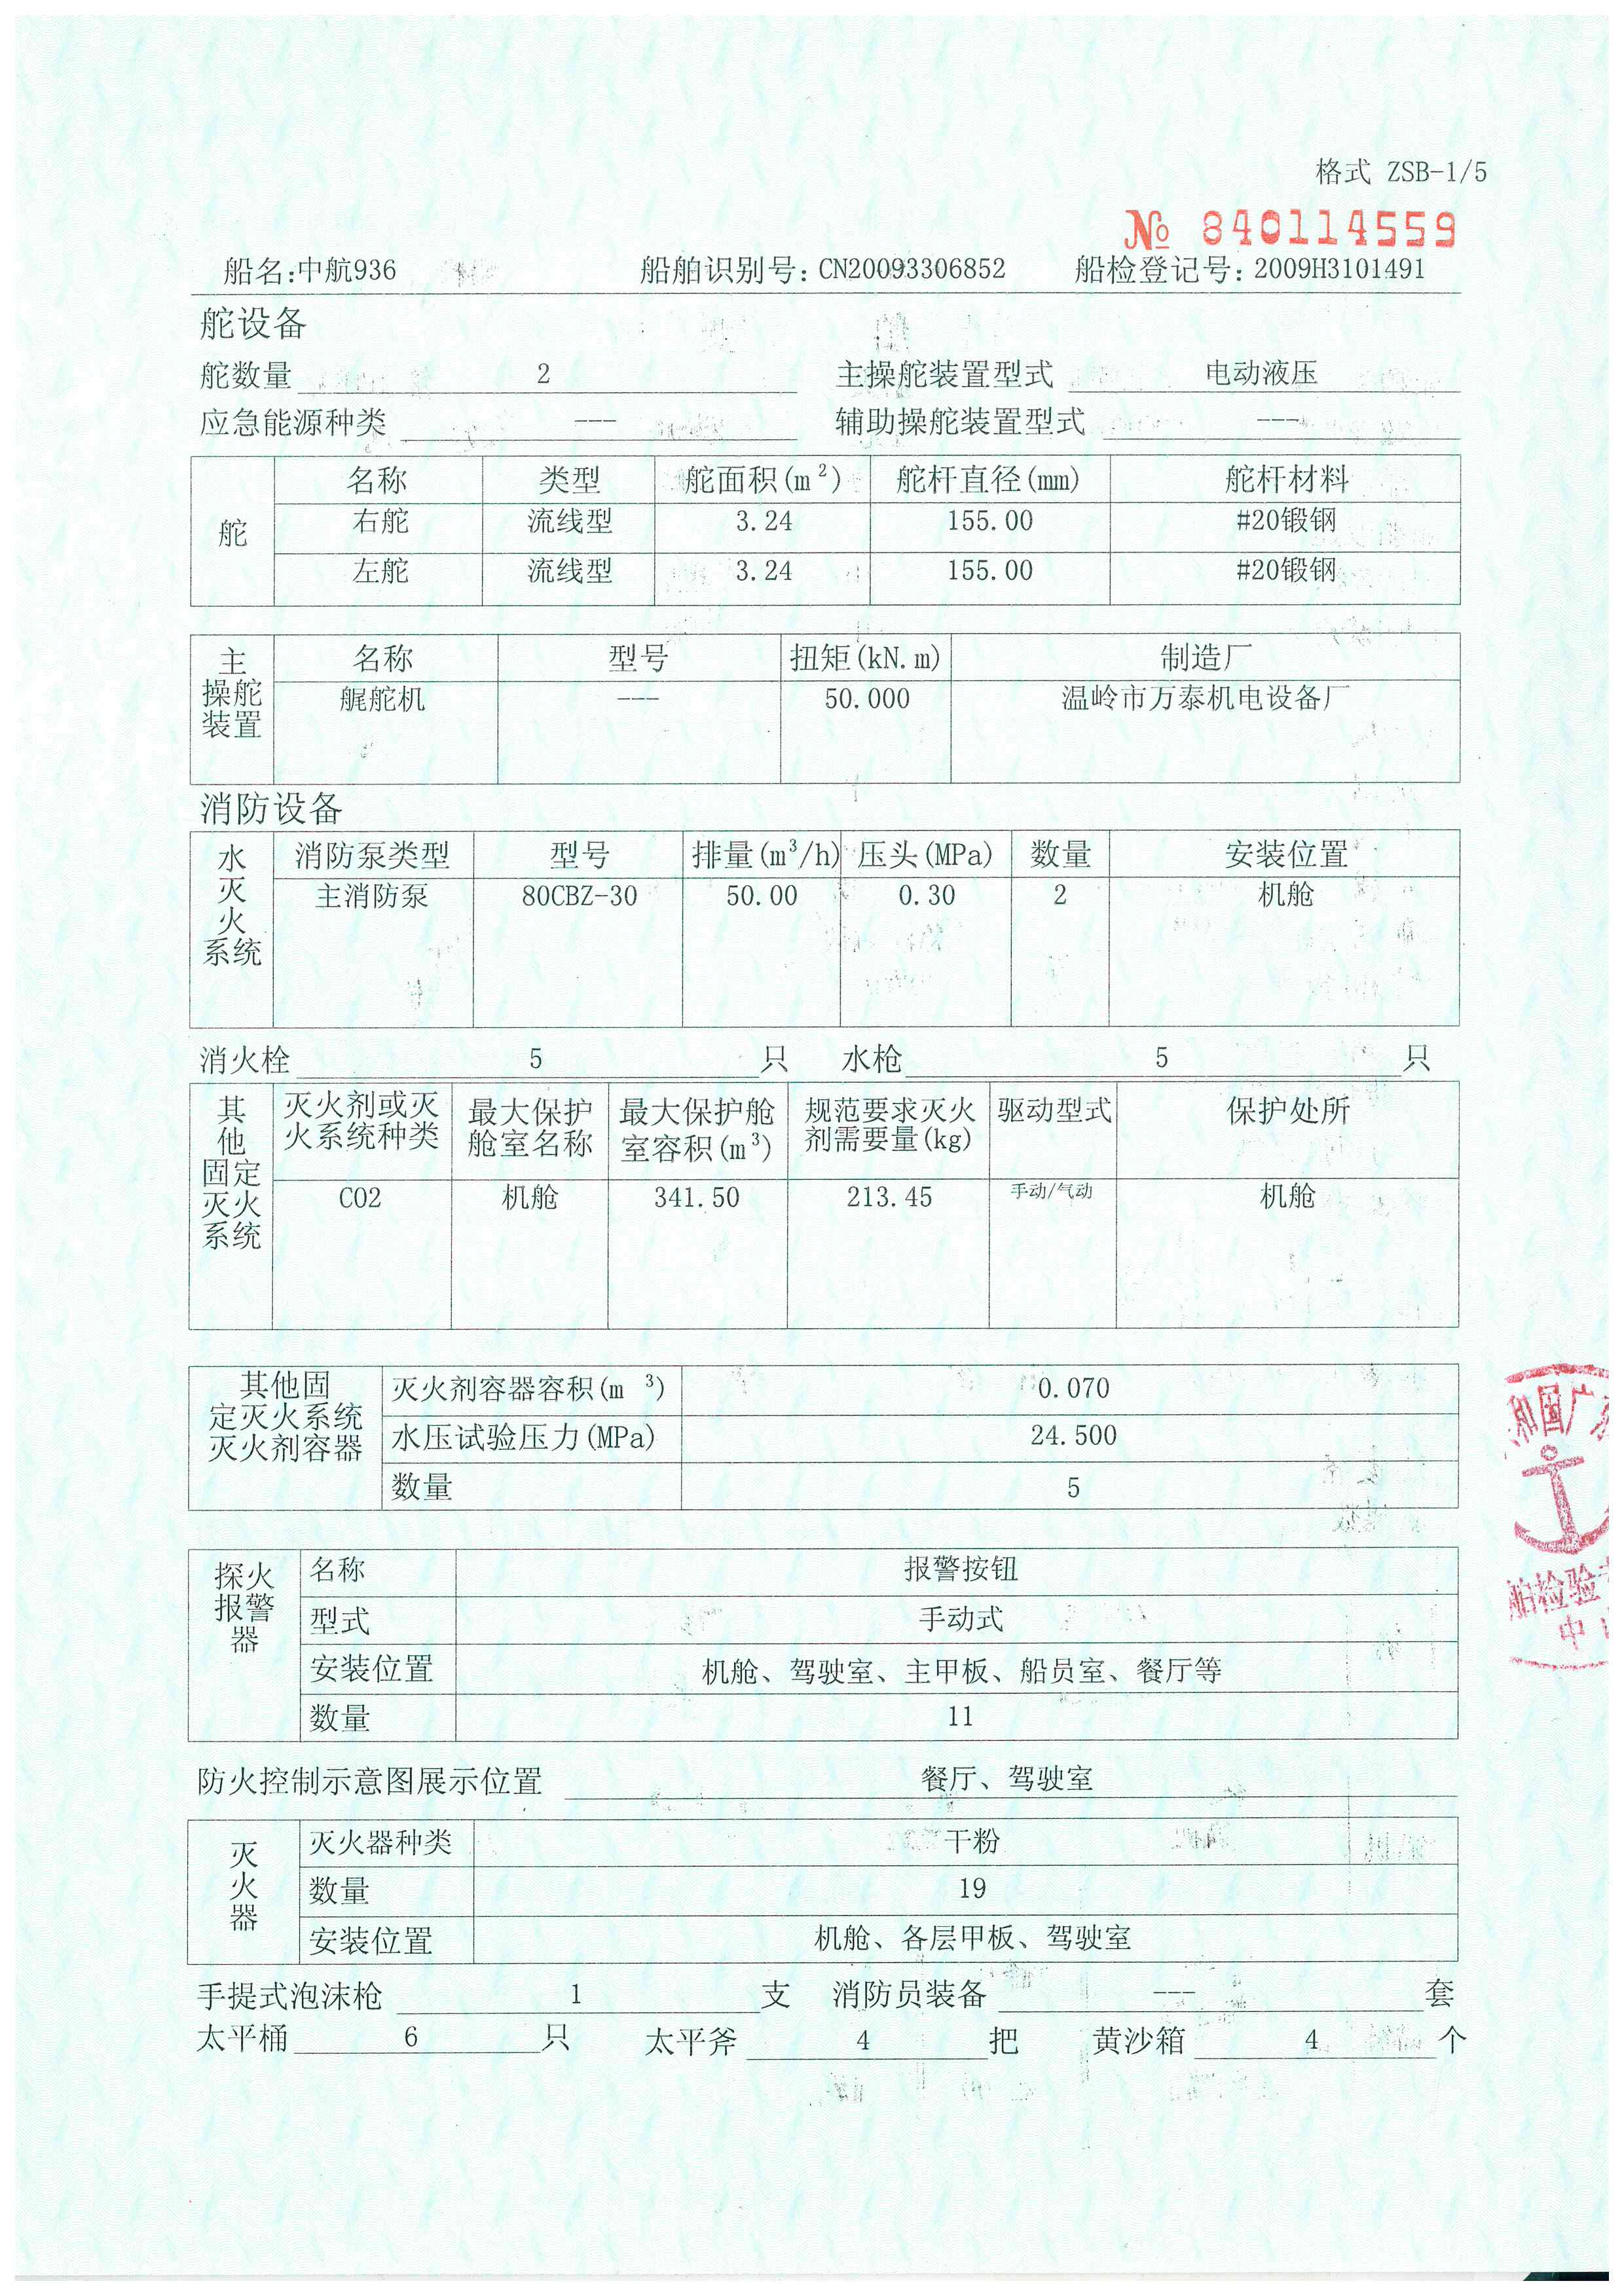 格式 ZSB-1/5
№ 840114559
船名:中航936 船舶识别号:CN20093306852 船检登记号:2009H3101491
舵设备
舵数量 2 主操舵装置型式 电动液压
应急能源种类 --- 辅助操舵装置型式 ---
舵 名称 类型 舵面积(m²) 舵杆直径(mm) 舵杆材料
右舵 流线型 3.24 155.00 #20锻钢
左舵 流线型 3.24 155.00 #20锻钢
主操舵装置 名称 型号 扭矩(kN.m) 制造厂
艉舵机 --- 50.000 温岭市万泰机电设备厂
消防设备
水灭火系统 消防泵类型 型号 排量(m³/h) 压头(MPa) 数量 安装位置
主消防泵 80CBZ-30 50.00 0.30 2 机舱
消火栓 5 只 水枪 5 只
其他固定灭火系统 灭火剂或灭火系统种类 最大保护舱室名称 最大保护舱室容积(m³) 规范要求灭火剂需要量(kg) 驱动型式 保护处所
CO2 机舱 341.50 213.45 手动/气动 机舱
其他固定灭火系统灭火剂容器 灭火剂容器容积(m ³) 0.070
水压试验压力(MPa) 24.500
数量 5
探火报警器 名称 报警按钮
型式 手动式
安装位置 机舱、驾驶室、主甲板、船员室、餐厅等
数量 11
防火控制示意图展示位置 餐厅、驾驶室
灭火器 灭火器种类 干粉
数量 19
安装位置 机舱、各层甲板、驾驶室
手提式泡沫枪 1 支 消防员装备 --- 套
太平桶 6 只 太平斧 4 把 黄沙箱 4 个
和国广
舶检验
中